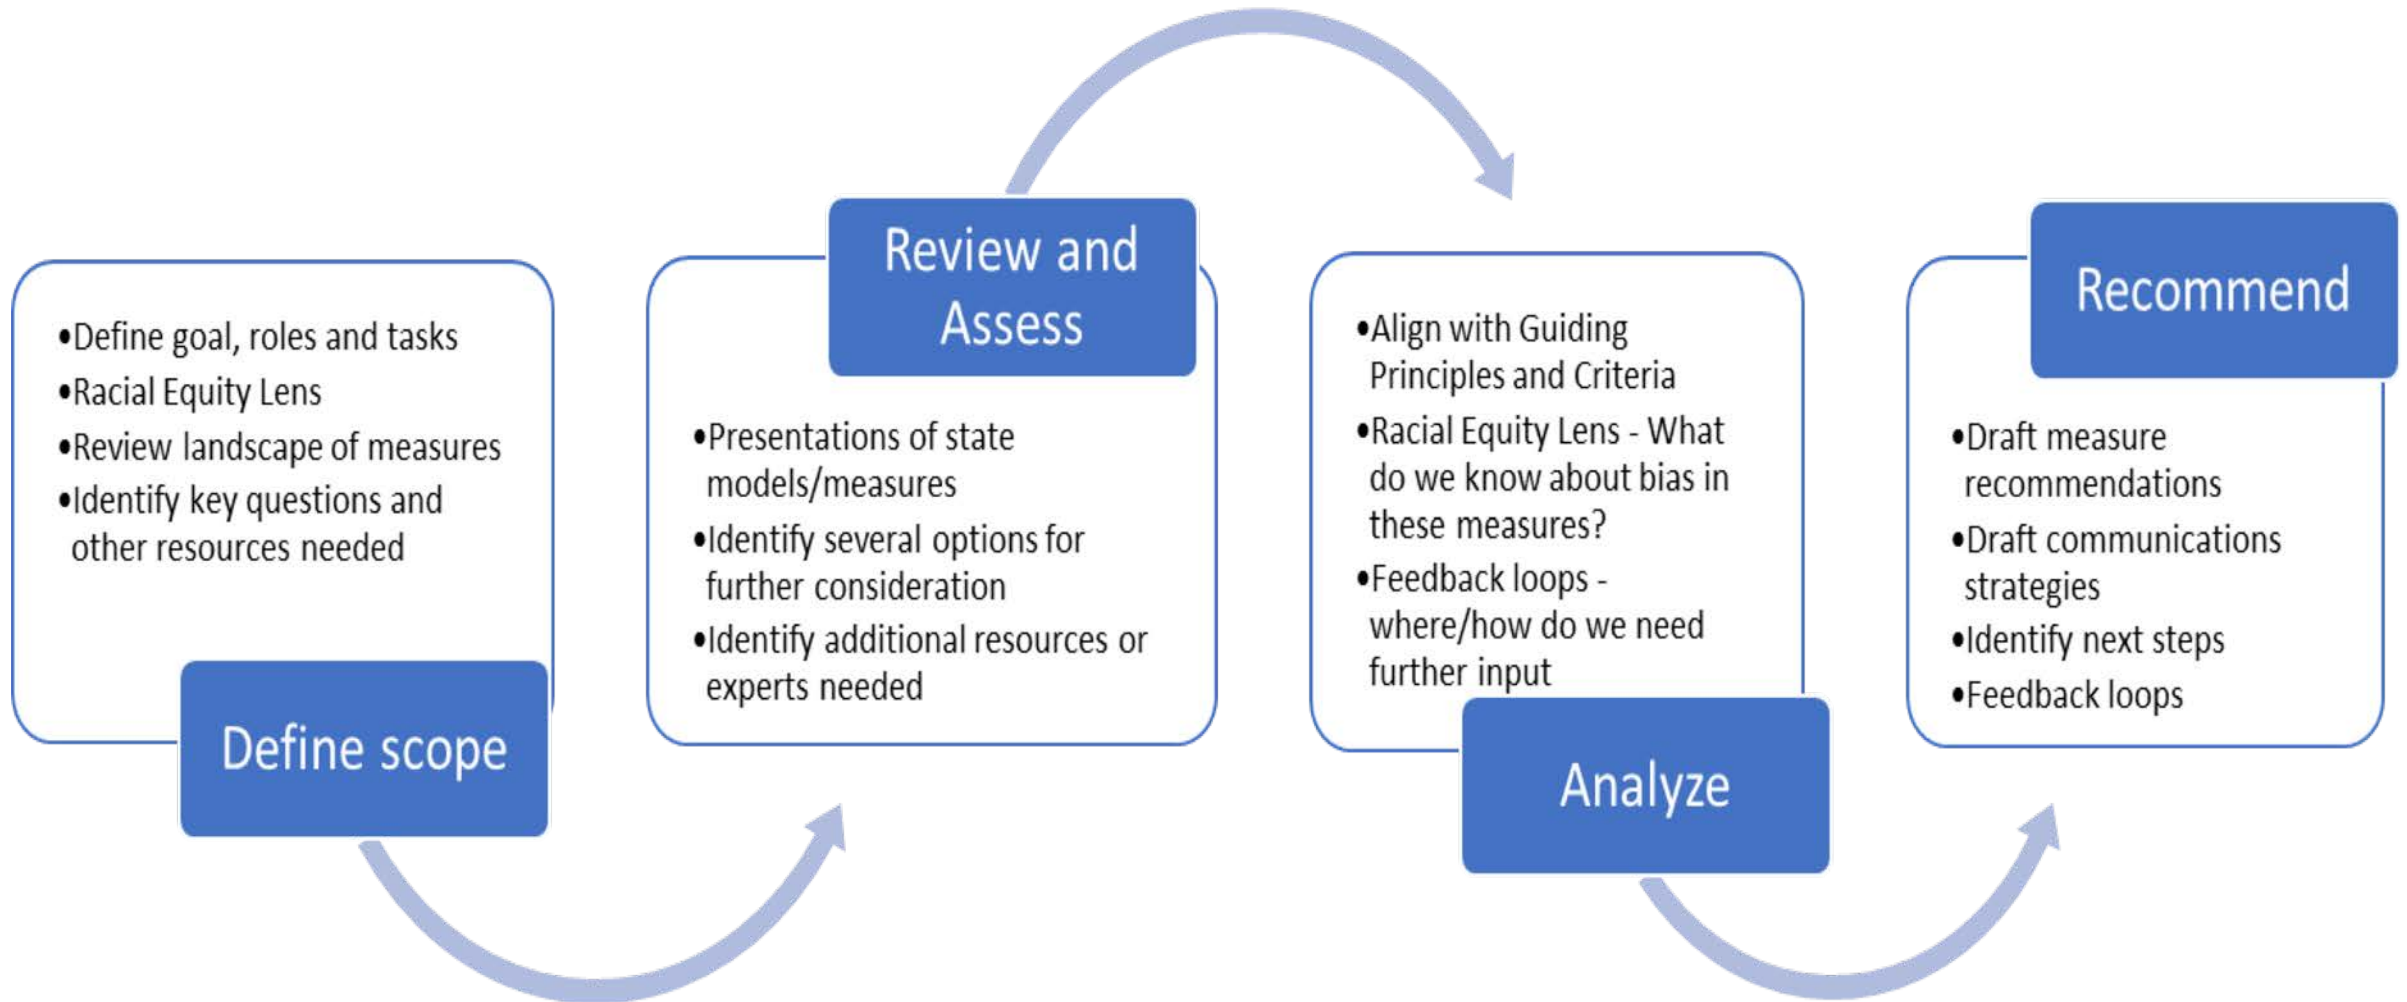 •Define goal, roles and tasks
•Racial Equity Lens
•Review landscape of measures
•Identify key questions and
other resources needed
Define scope
Review and
Assess
•Presentations of state
models/measures
•Identify several options for
further consideration
•Identify additional resources or
experts needed
•Align with Guiding
Principles and Criteria
•Racial Equity Lens - What
do we know about bias in
these measures?
•Feedback loops -
where/how do we need
further input
Analyze
Recommend
•Draft measure
recommendations
•Draft communications
strategies
•Identify next steps
•Feedback loops